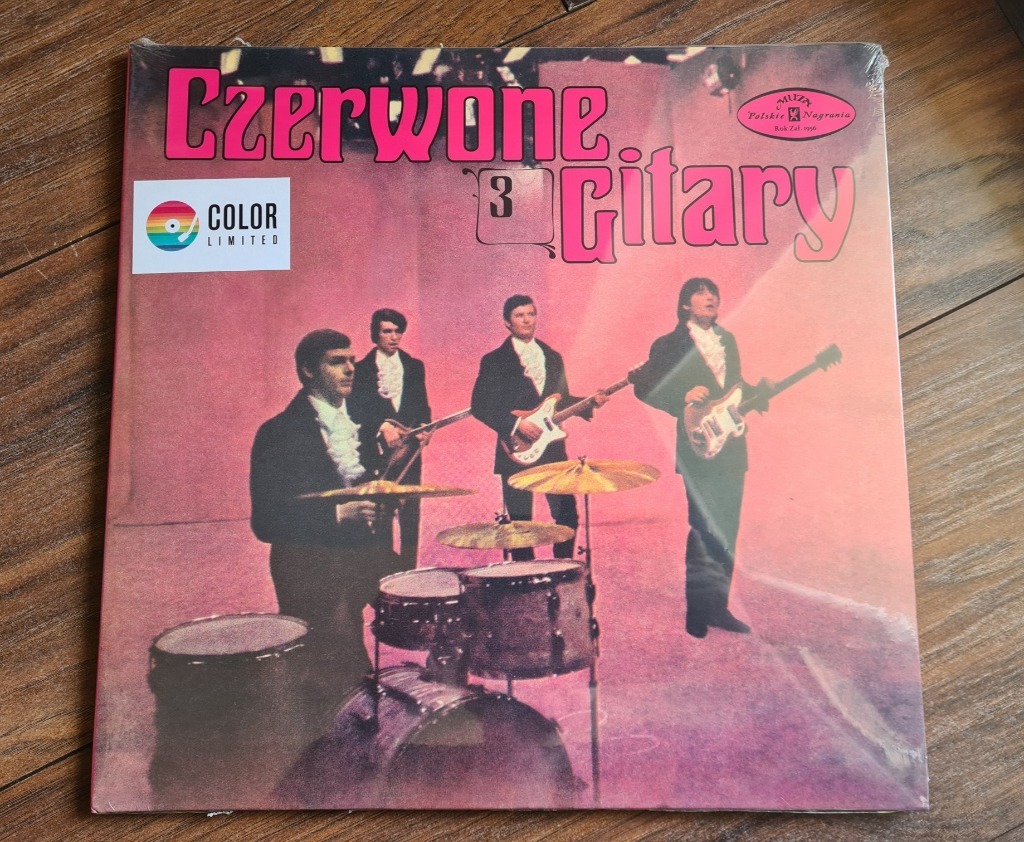 Czerwone
Gitary
3
MUZA
Polskie Nagrania
Rok Zał. 1956
COLOR
LIMITED